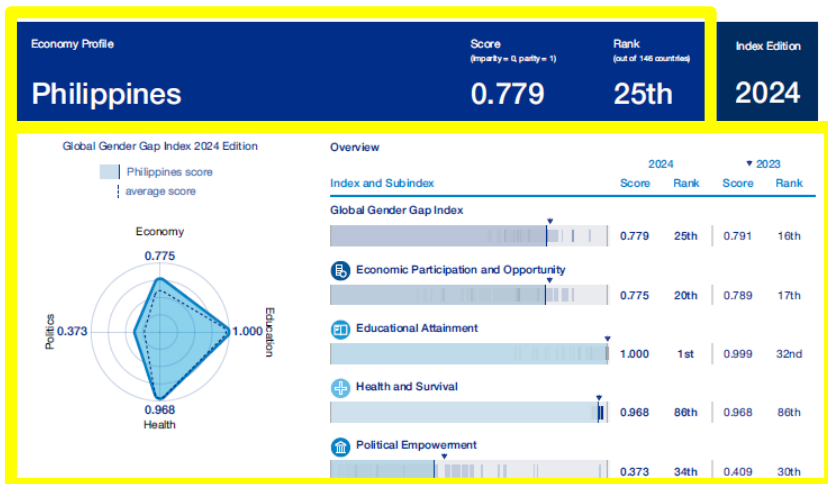 Economy Profile
Score
(imparity = 0, parity = 1)
Rank
(out of 146 countries)
Index Edition
Philippines
0.779
25th
2024
Global Gender Gap Index 2024 Edition
Philippines score
average score
Economy
0.775
Politics
0.373
1.000
Education
0.968
Health
Overview
2024
2023
Index and Subindex
Score Rank Score Rank
Global Gender Gap Index
0.779 25th 0.791 16th
Economic Participation and Opportunity
0.775 20th 0.789 17th
Educational Attainment
1.000 1st 0.999 32nd
Health and Survival
0.968 86th 0.968 86th
Political Empowerment
0.373 34th 0.409 30th